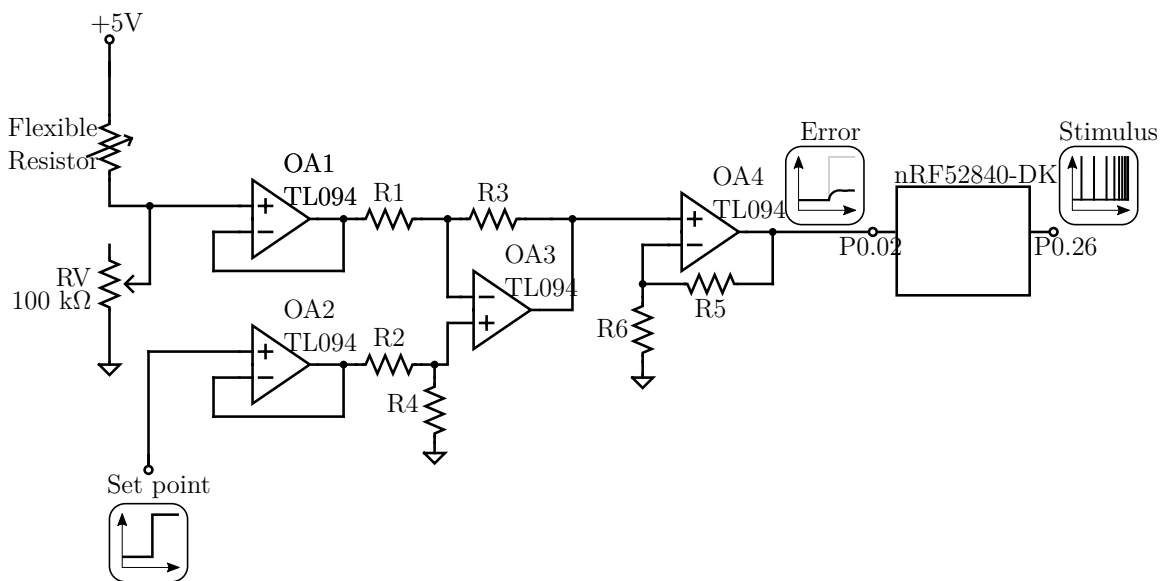 +5V
Flexible
Resistor
RV
100 kΩ
OA1
TL094
R1
R3
OA3
TL094
OA2
TL094
R2
R4
Set point
OA4
TL094
R5
R6
Error
P0.02
nRF52840-DK
Stimulus
P0.26